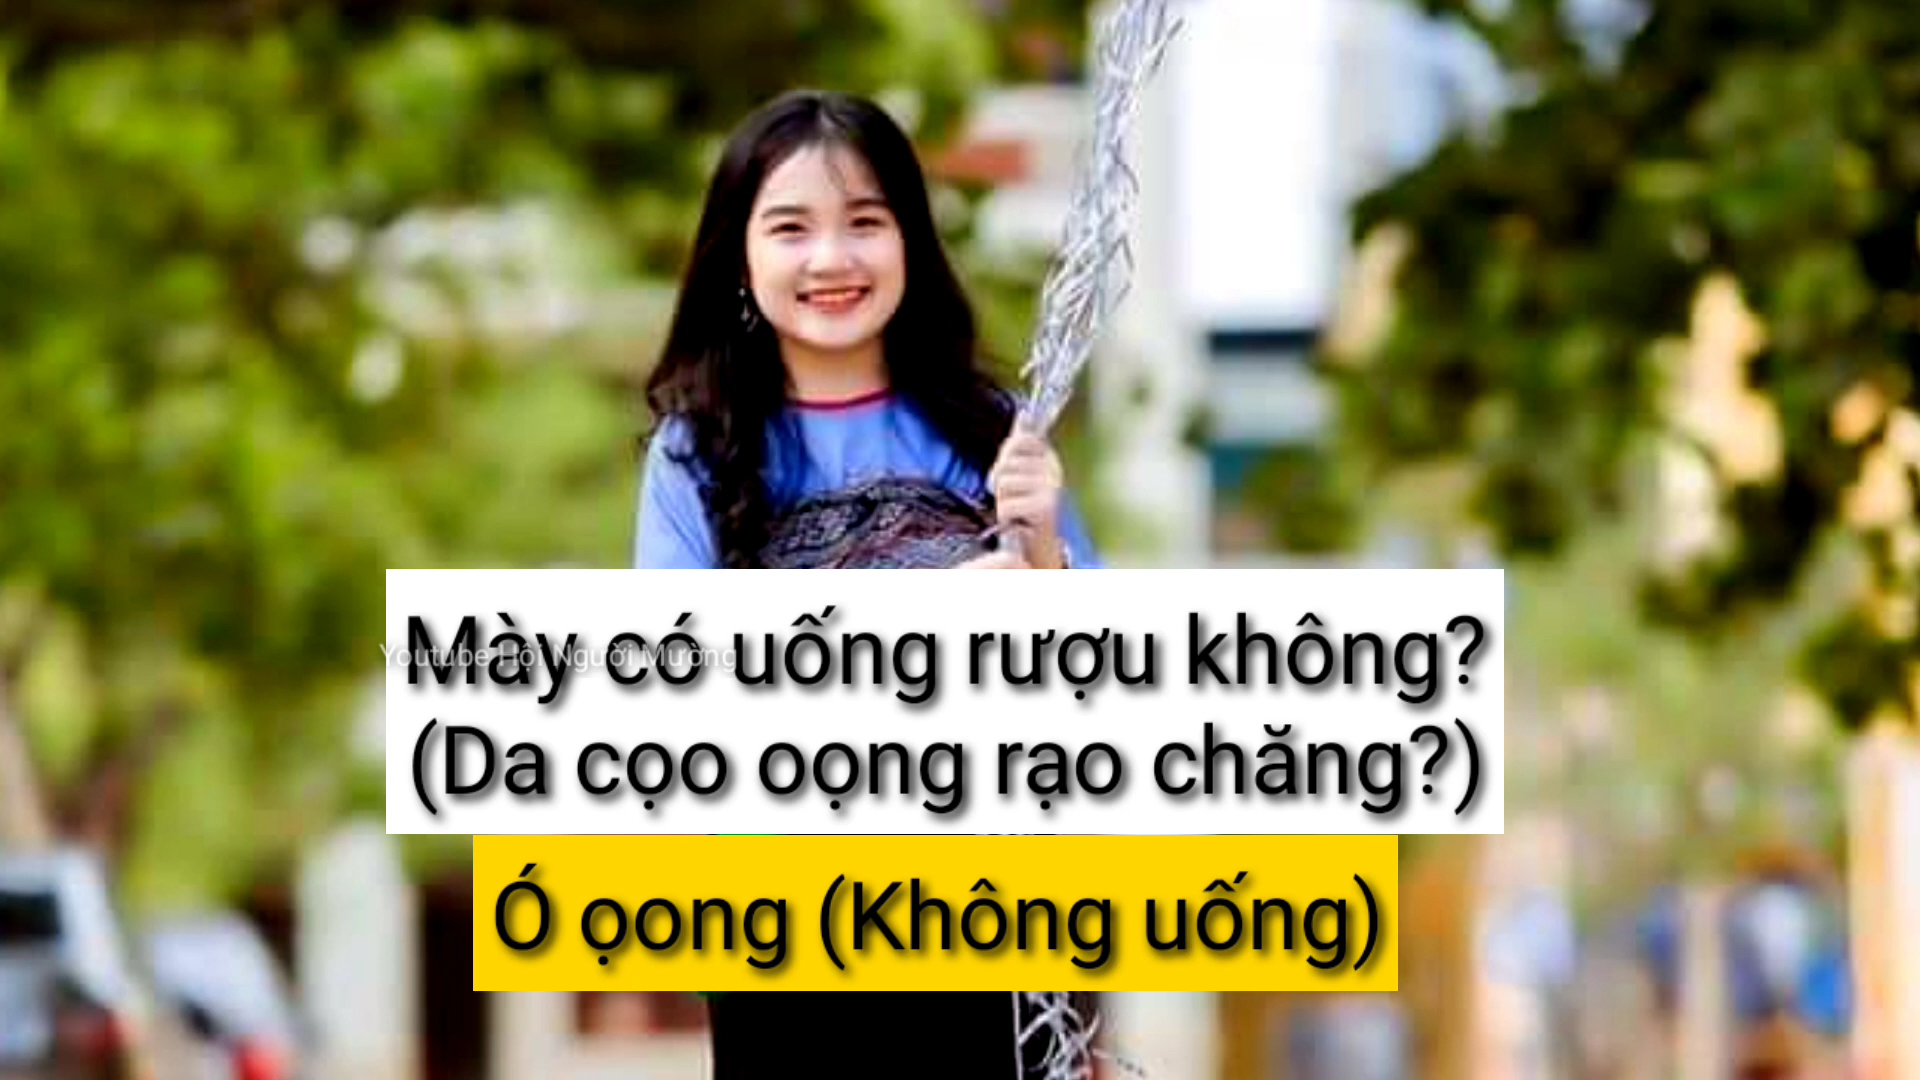 Mày có uống rượu không?
Youtube Hội Người Mường
(Da cọo oọng rạo chăng?)
Ó ọong (Không uống)